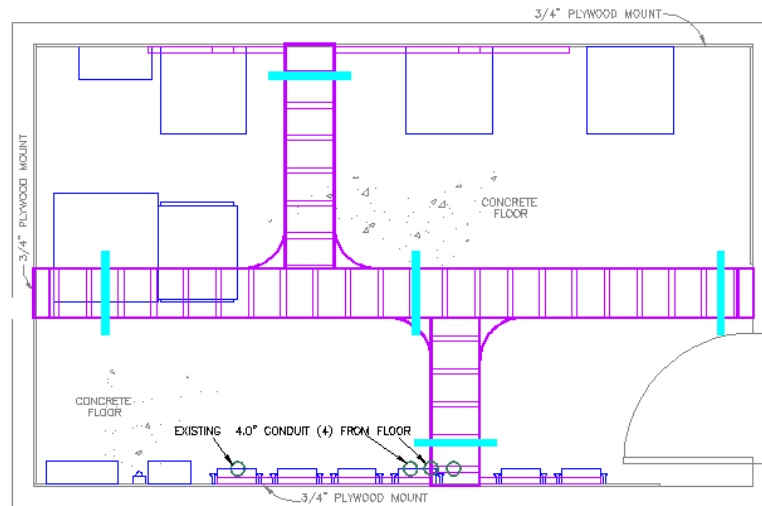 3/4" PLYWOOD MOUNT
3/4" PLYWOOD MOUNT
CONCRETE
FLOOR
CONCRETE
FLOOR
EXISTING 4.0" CONDUIT (4) FROM FLOOR
3/4" PLYWOOD MOUNT